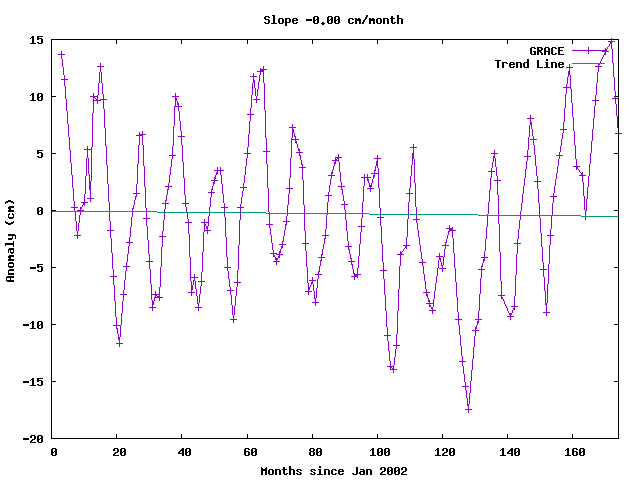 Slope -0.00 cm/month
GRACE
Trend Line
15
10
5
0
-5
-10
-15
-20
Anomaly (cm)
0 20 40 60 80 100 120 140 160
Months since Jan 2002